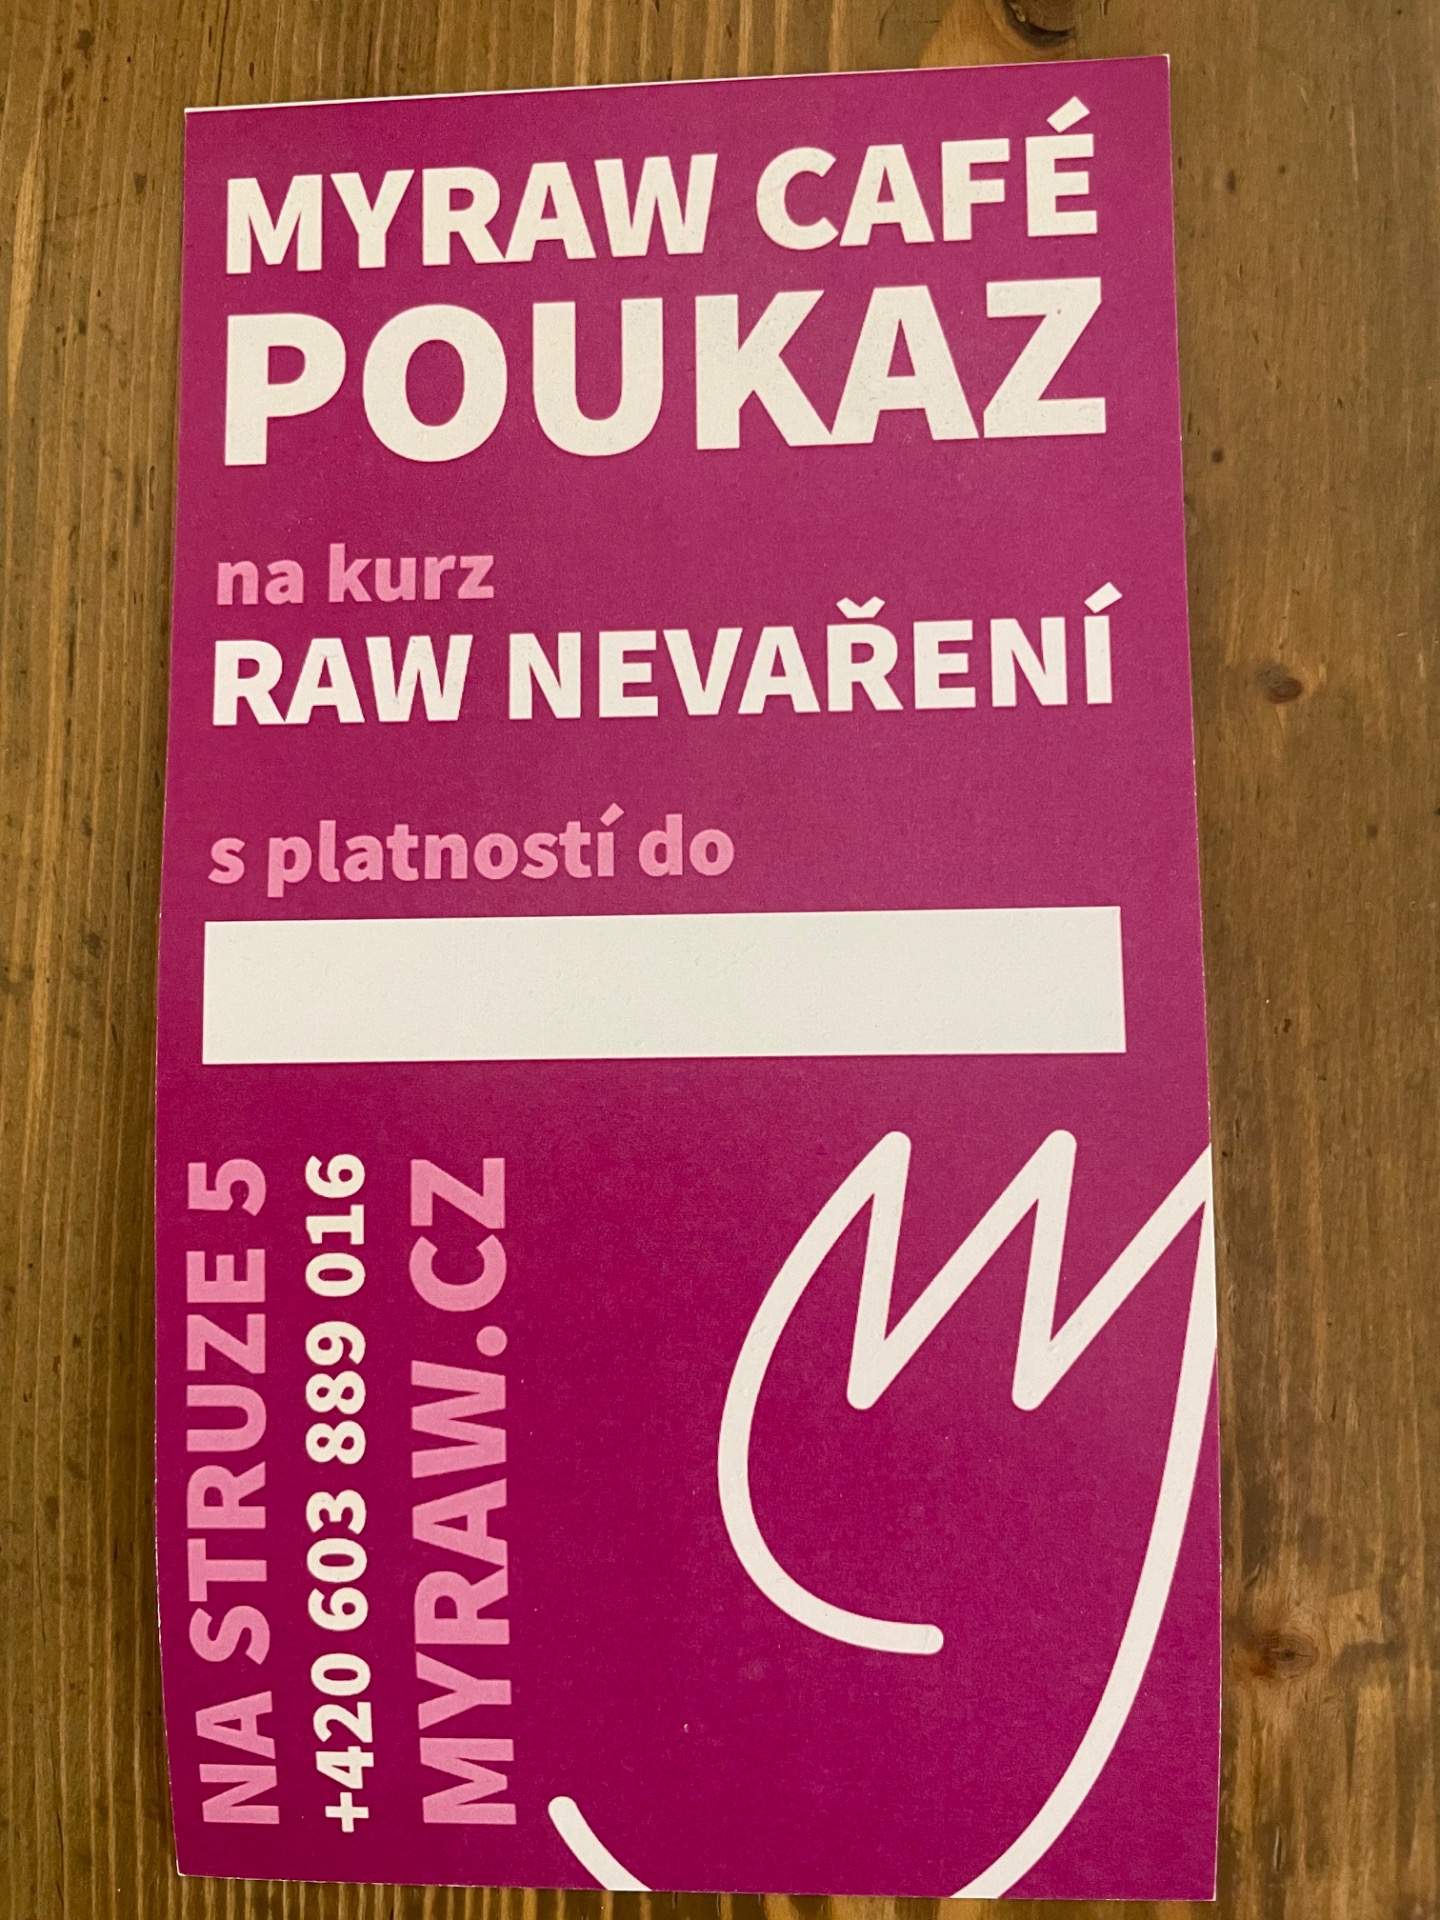 MYRAW CAFÉ
POUKAZ
na kurz
RAW NEVAŘENÍ
s platností do
NA STRUZE 5
+420 603 889 016
MYRAW.CZ